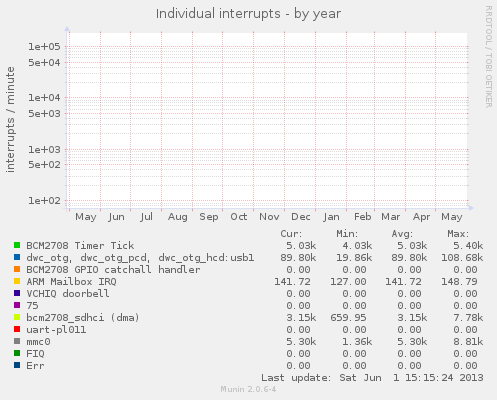 Individual interrupts - by year
RRDTOOL / TOBI OETIKER
interrupts / minute
1e+05
5e+04
1e+04
5e+03
1e+03
5e+02
1e+02
May Jun Jul Aug Sep Oct Nov Dec Jan Feb Mar Apr May
Cur: Min: Avg: Max:
BCM2708 Timer Tick 5.03k 4.03k 5.03k 5.40k
dwc_otg, dwc_otg_pcd, dwc_otg_hcd:usb1 89.80k 19.86k 89.80k 108.68k
BCM2708 GPIO catchall handler 0.00 0.00 0.00 0.00
ARM Mailbox IRQ 141.72 127.00 141.72 148.79
VCHIQ doorbell 0.00 0.00 0.00 0.00
75 0.00 0.00 0.00 0.00
bcm2708_sdhci (dma) 3.15k 659.95 3.15k 7.78k
uart-pl011 0.00 0.00 0.00 0.00
mmc0 5.30k 1.36k 5.30k 8.81k
FIQ 0.00 0.00 0.00 0.00
Err 0.00 0.00 0.00 0.00
Last update: Sat Jun 1 15:15:24 2013
Munin 2.0.6-4